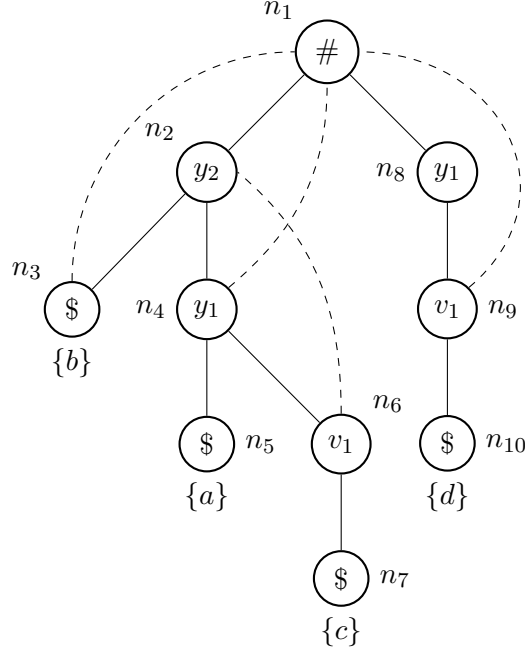 n₁
#
n₂
y₂
n₈
y₁
n₃
$
{b}
n₄
y₁
v₁
n₉
n₆
$
n₅
{a}
v₁
$
n₁₀
{d}
$
n₇
{c}